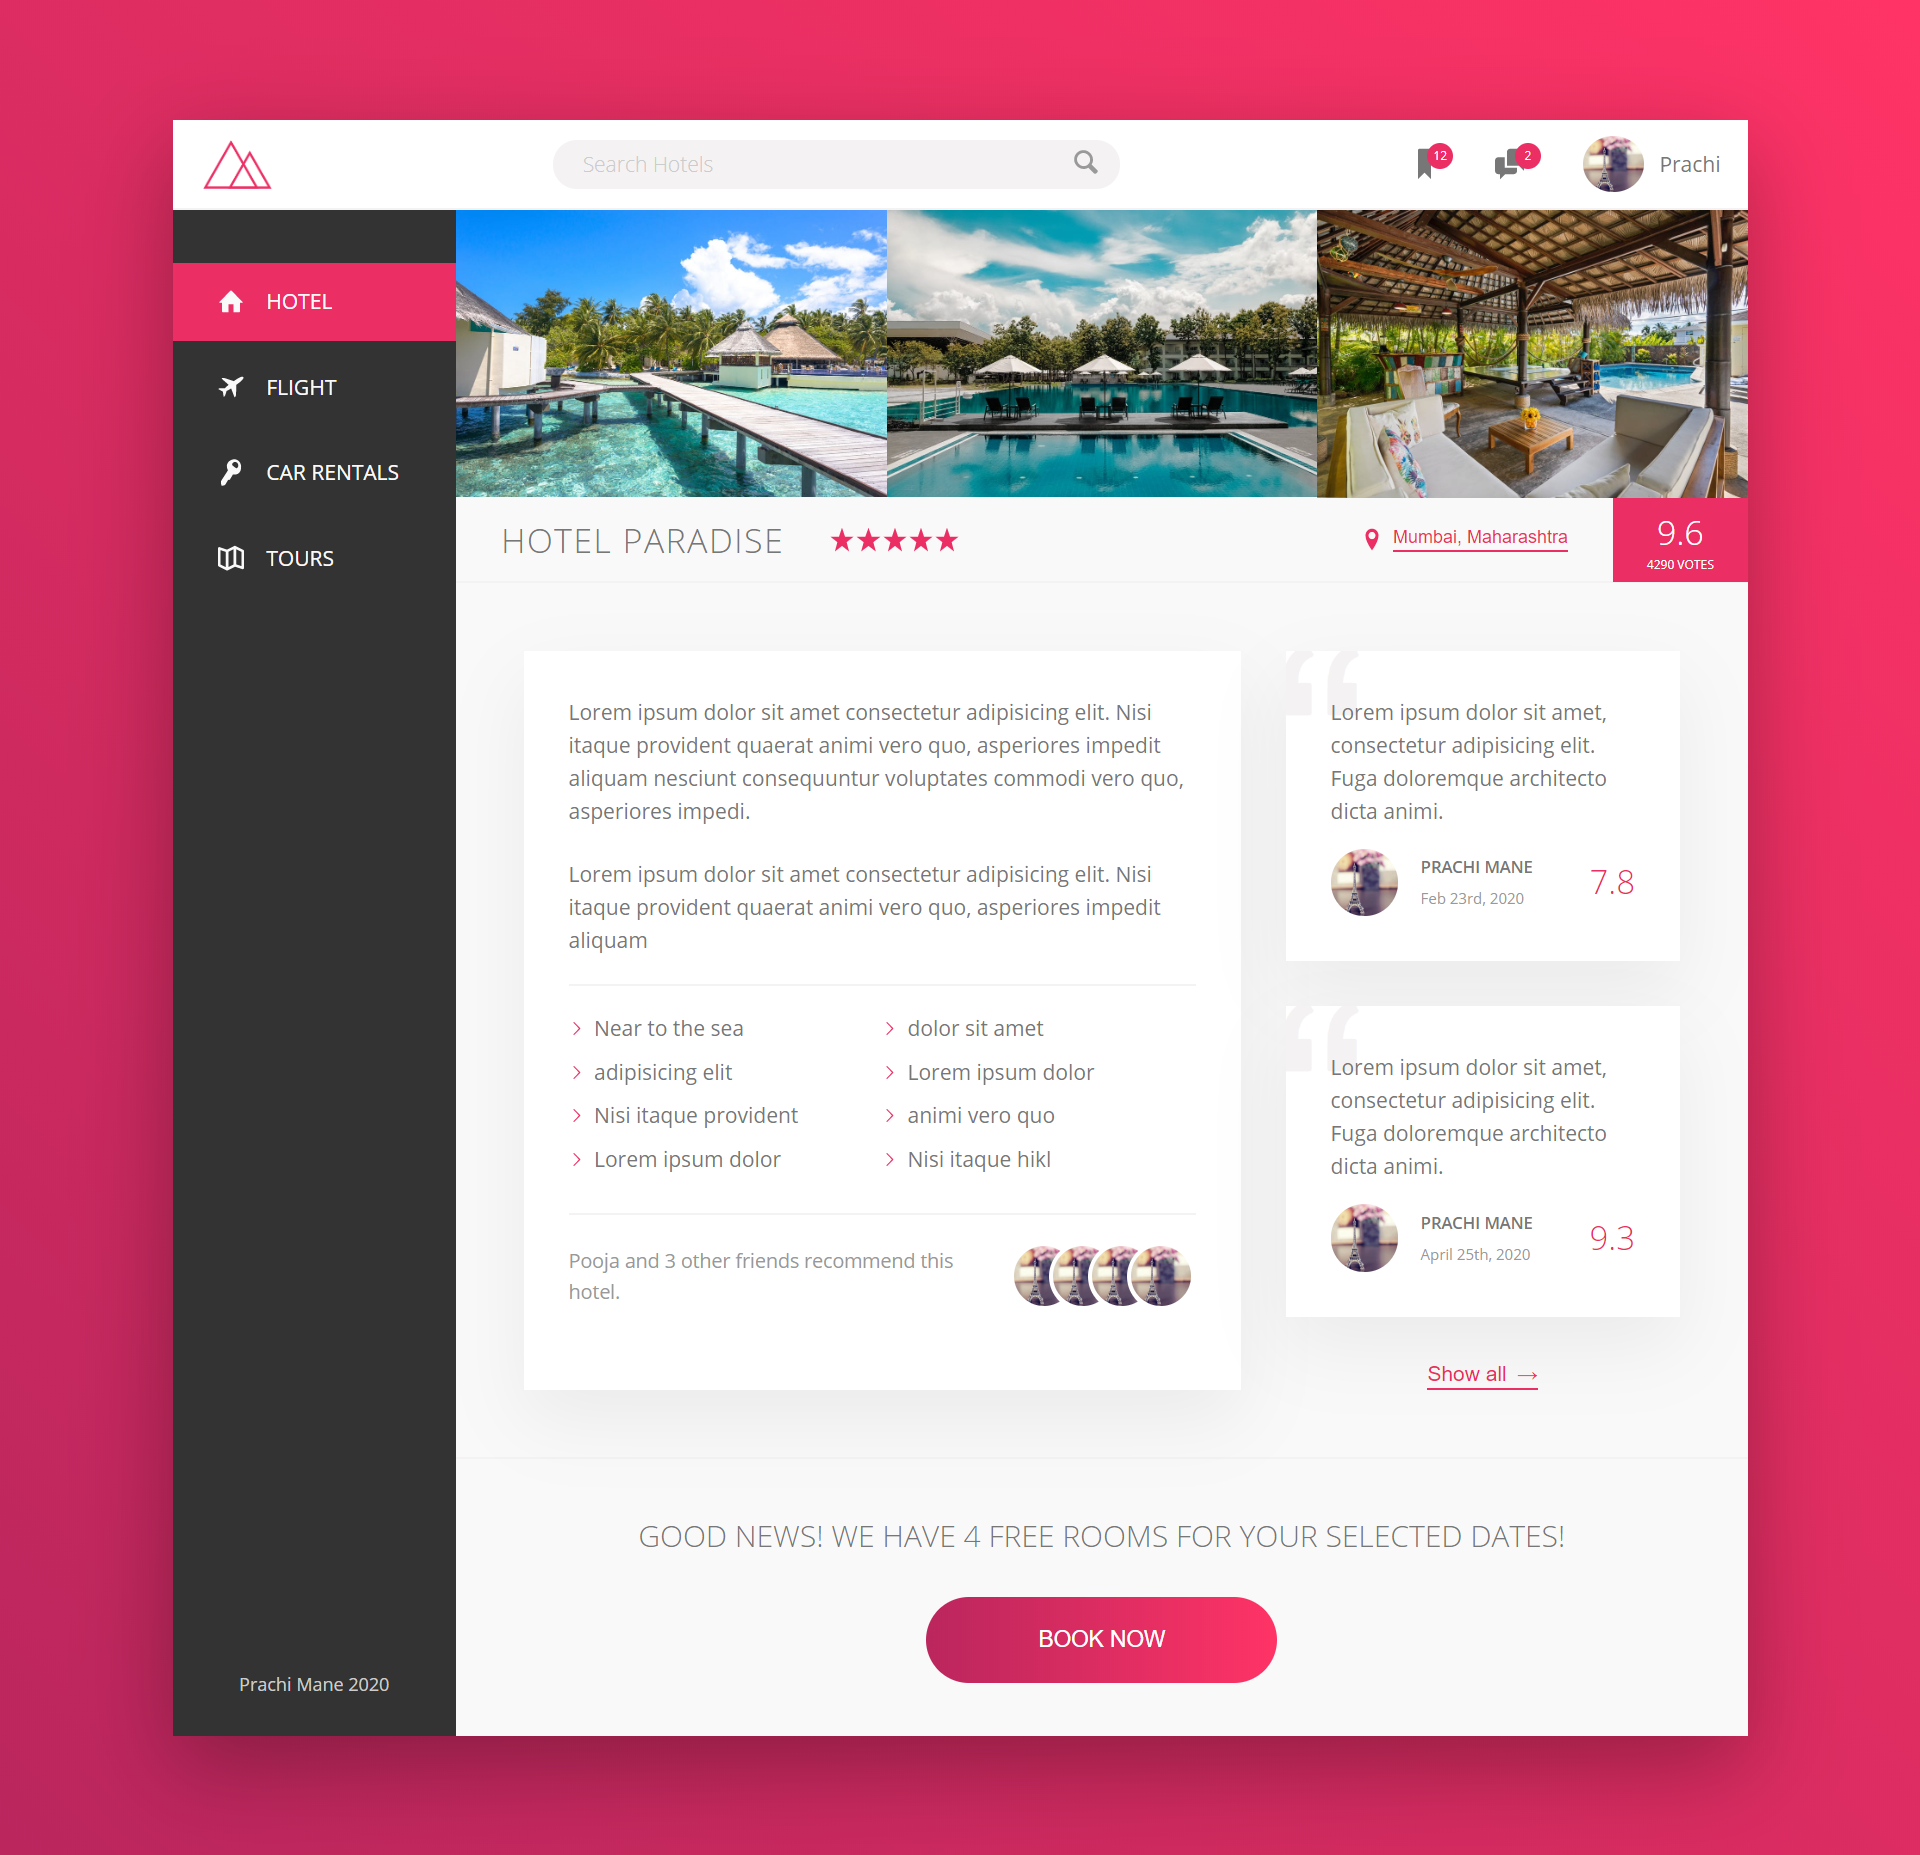 Search Hotels
12
2
Prachi
HOTEL
FLIGHT
CAR RENTALS
TOURS
Prachi Mane 2020
HOTEL PARADISE
Mumbai, Maharashtra
9.6
4290 VOTES
Lorem ipsum dolor sit amet consectetur adipisicing elit. Nisi
itaque provident quaerat animi vero quo, asperiores impedit
aliquam nesciunt consequuntur voluptates commodi vero quo,
asperiores impedi.
Lorem ipsum dolor sit amet consectetur adipisicing elit. Nisi
itaque provident quaerat animi vero quo, asperiores impedit
aliquam
Near to the sea
dolor sit amet
adipisicing elit
Lorem ipsum dolor
Nisi itaque provident
animi vero quo
Lorem ipsum dolor
Nisi itaque hikl
Pooja and 3 other friends recommend this
hotel.
“
Lorem ipsum dolor sit amet,
consectetur adipisicing elit.
Fuga doloremque architecto
dicta animi.
PRACHI MANE
Feb 23rd, 2020
7.8
“
Lorem ipsum dolor sit amet,
consectetur adipisicing elit.
Fuga doloremque architecto
dicta animi.
PRACHI MANE
April 25th, 2020
9.3
Show all →
GOOD NEWS! WE HAVE 4 FREE ROOMS FOR YOUR SELECTED DATES!
BOOK NOW